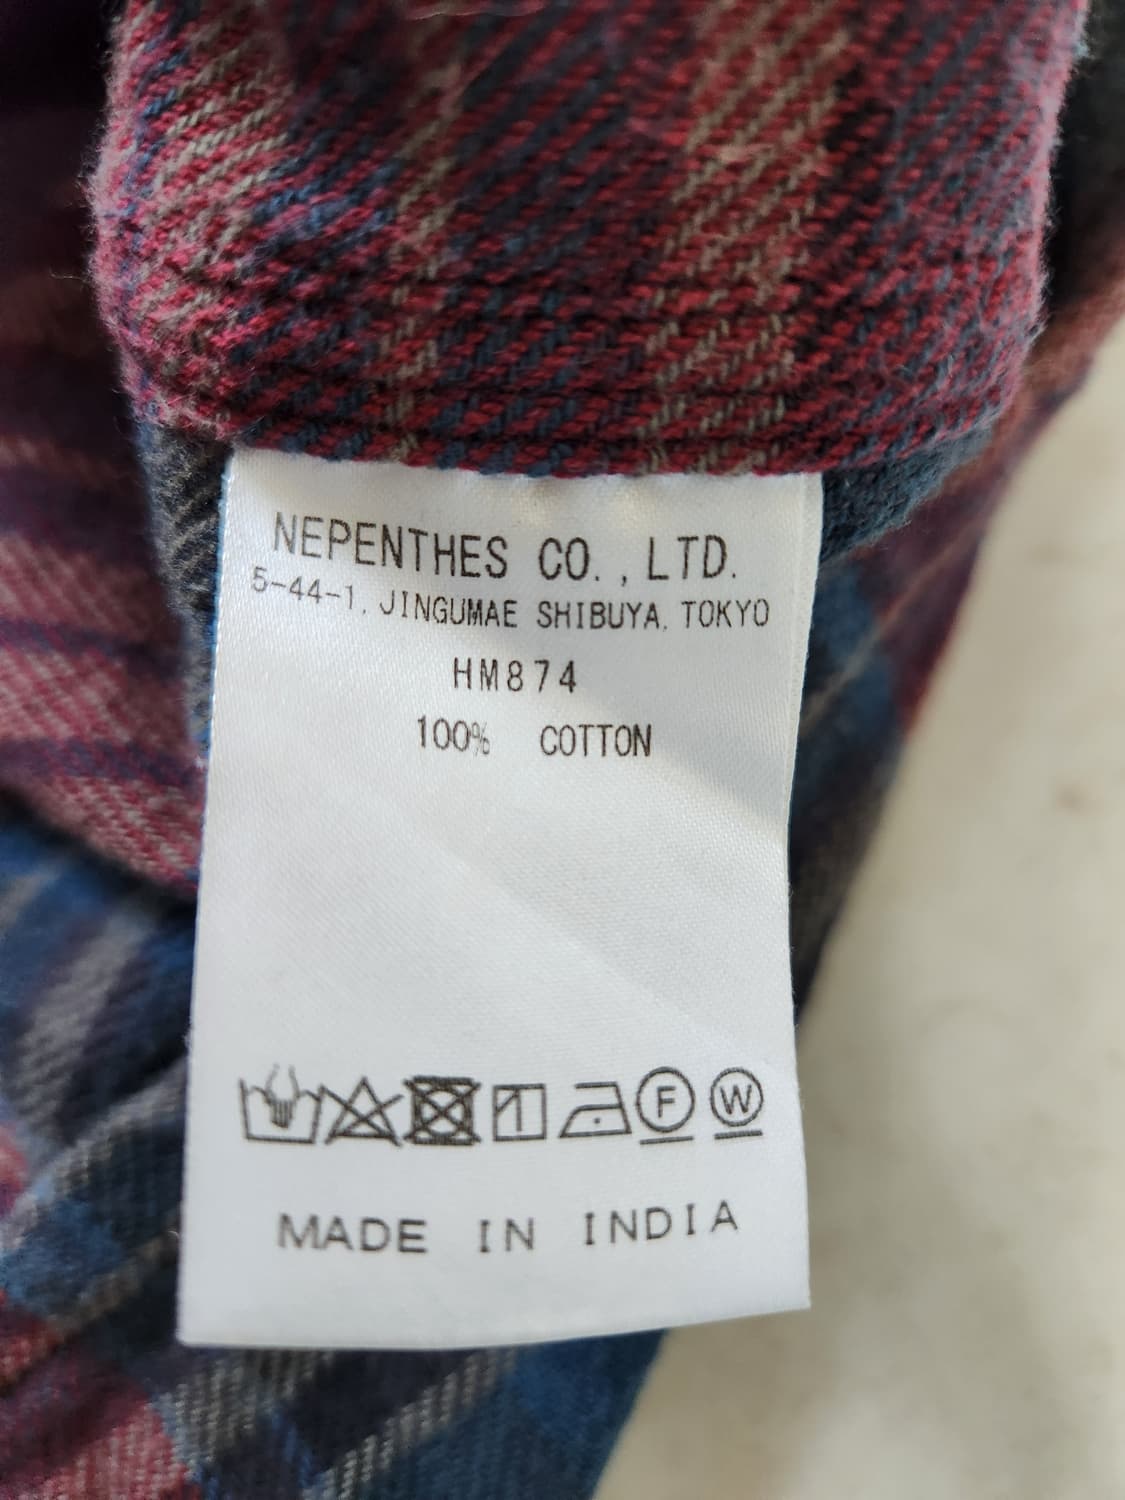 NEPENTHES CO., LTD.
5-44-1, JINGUMAE SHIBUYA, TOKYO
HM874
100% COTTON
F W
MADE IN INDIA